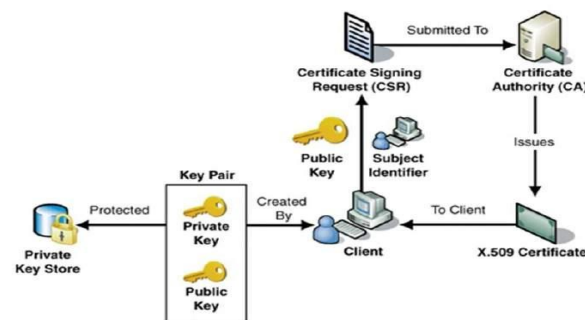 Submitted To
Certificate Signing
Request (CSR)
Certificate
Authority (CA)
Issues
Public
Key
Subject
Identifier
Key Pair
Protected
Private
Key
Created
By
To Client
Private
Key Store
Client
X.509 Certificate
Public
Key